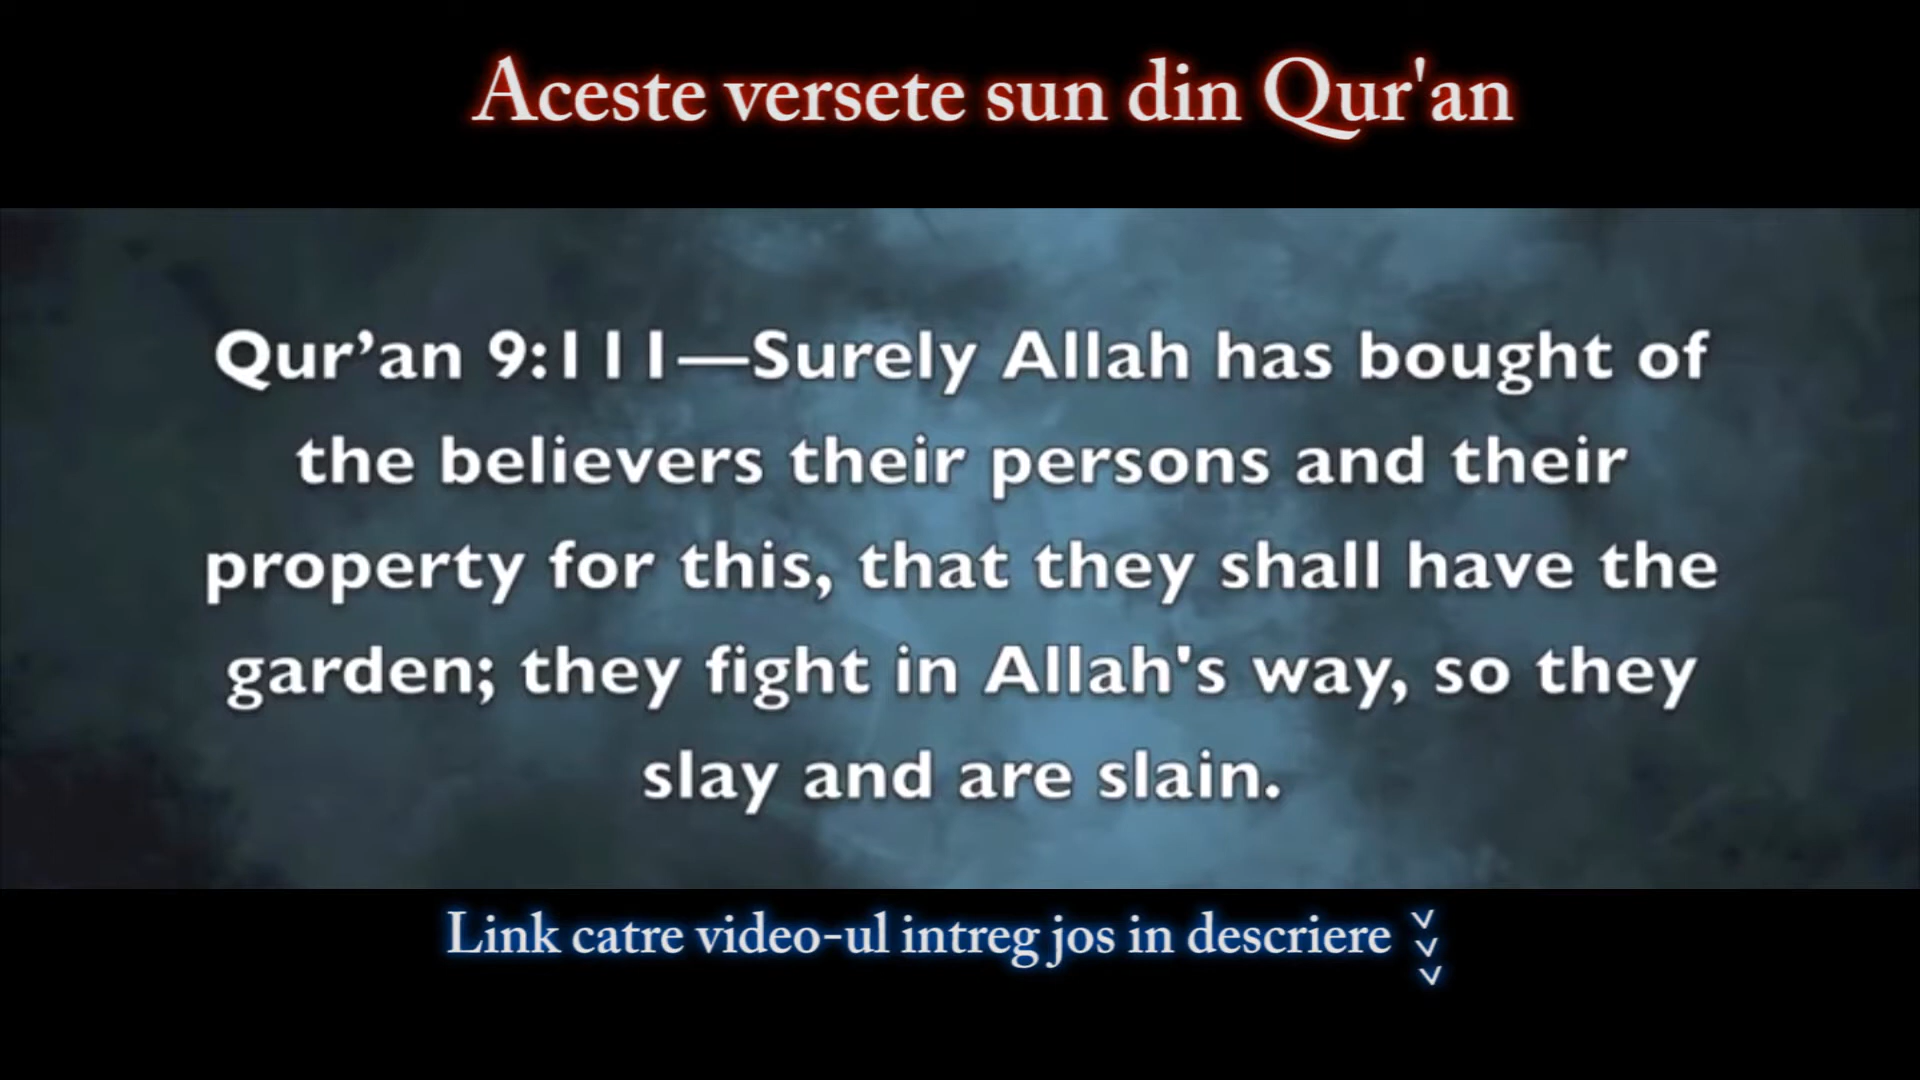 Aceste versete sun din Qur'an
Qur’an 9:111—Surely Allah has bought of
the believers their persons and their
property for this, that they shall have the
garden; they fight in Allah's way, so they
slay and are slain.
Link catre video-ul intreg jos in descriere